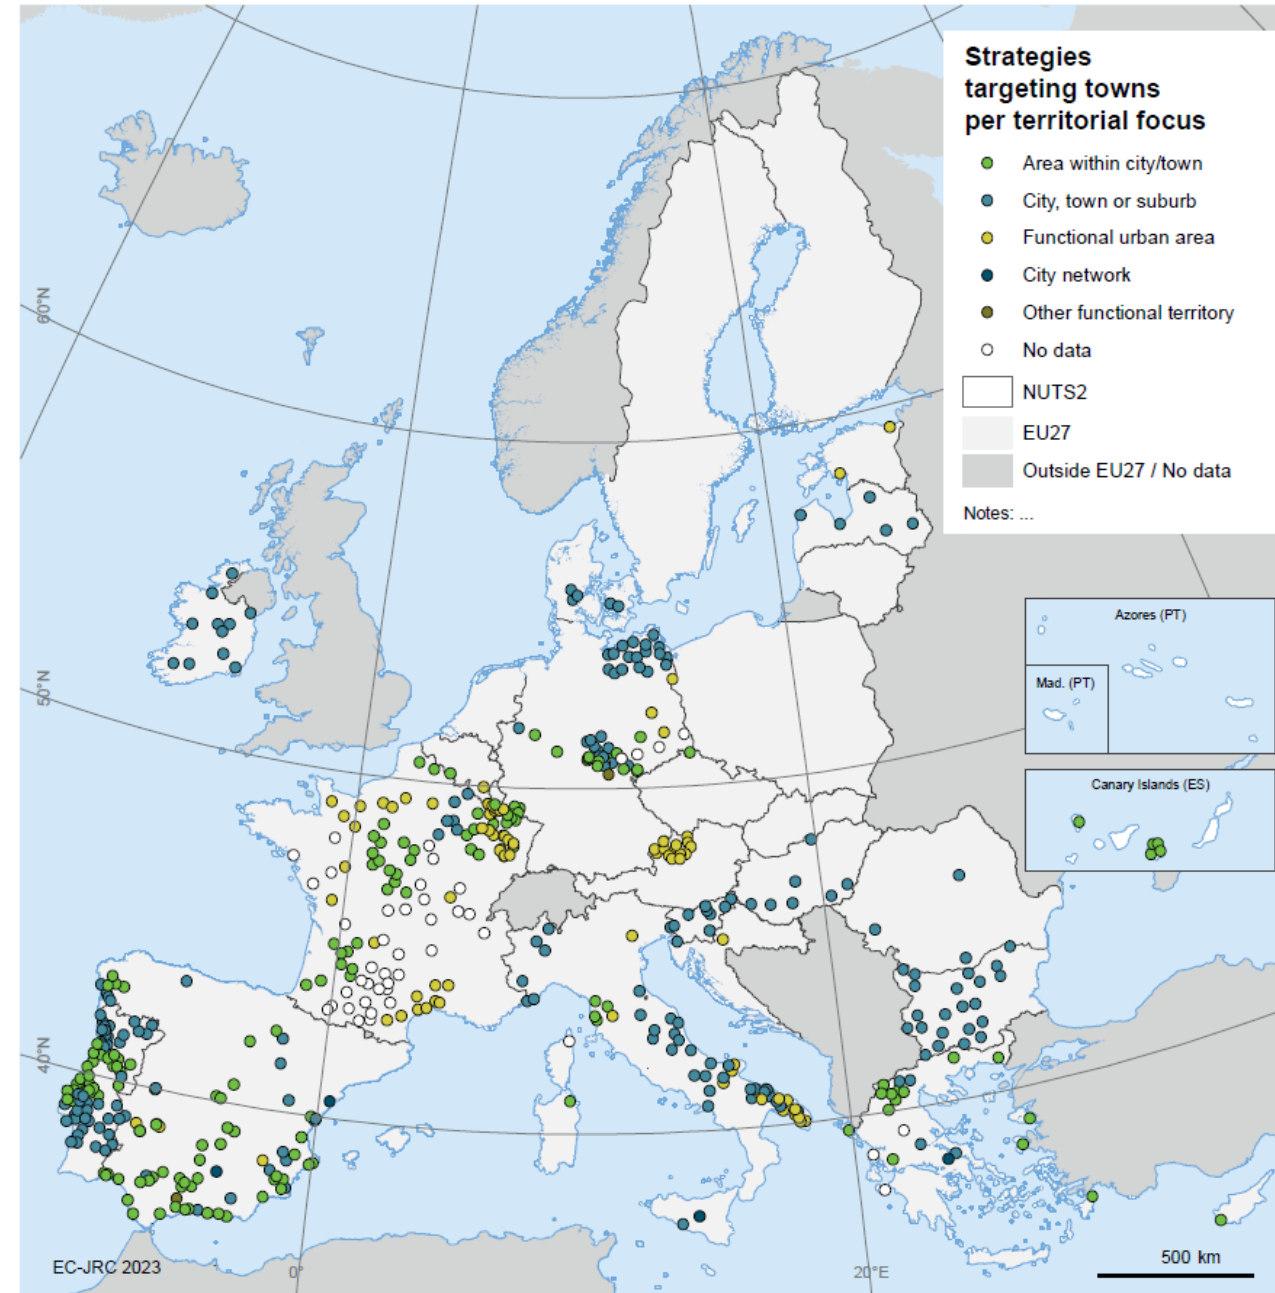 Strategies
targeting towns
per territorial focus
Area within city/town
City, town or suburb
Functional urban area
City network
Other functional territory
No data
NUTS2
EU27
Outside EU27 / No data
Notes: ...
60°N
50°N
40°N
Azores (PT)
Mad. (PT)
Canary Islands (ES)
EC-JRC 2023
0°
20°E
500 km